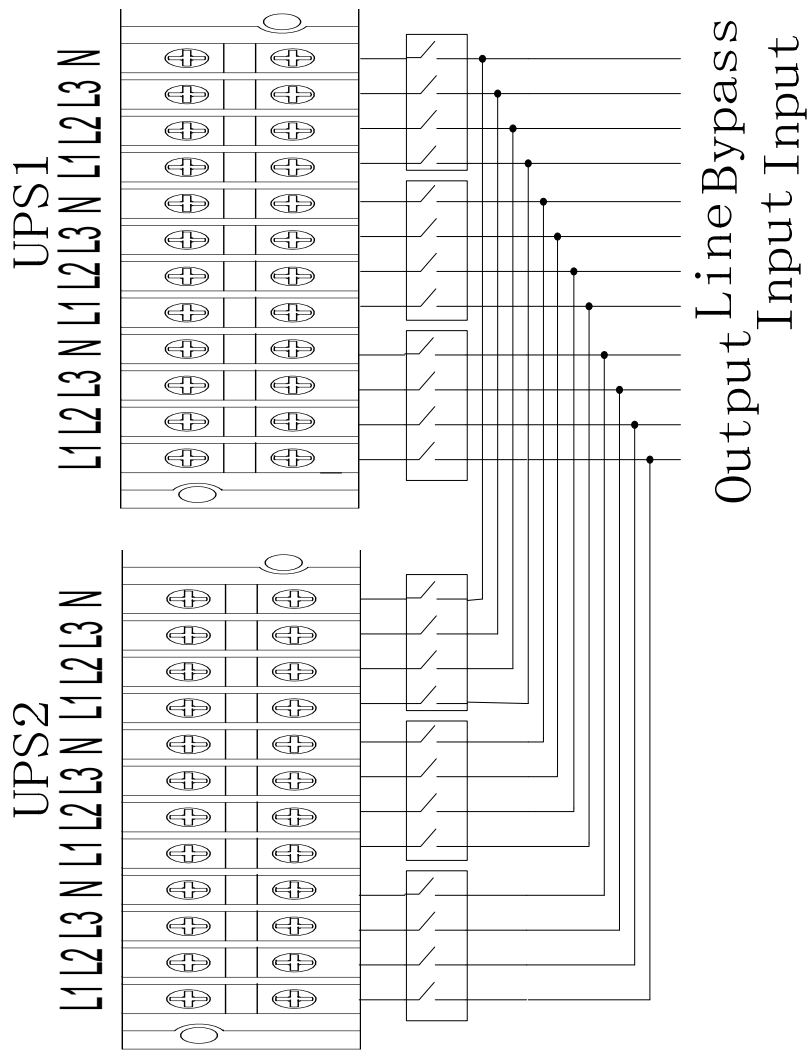 UPS2
L1 L2 L3 N L1 L2 L3 N L1 L2 L3 N
UPS1
L1 L2 L3 N L1 L2 L3 N L1 L2 L3 N
Output
Line
Input
Bypass
Input